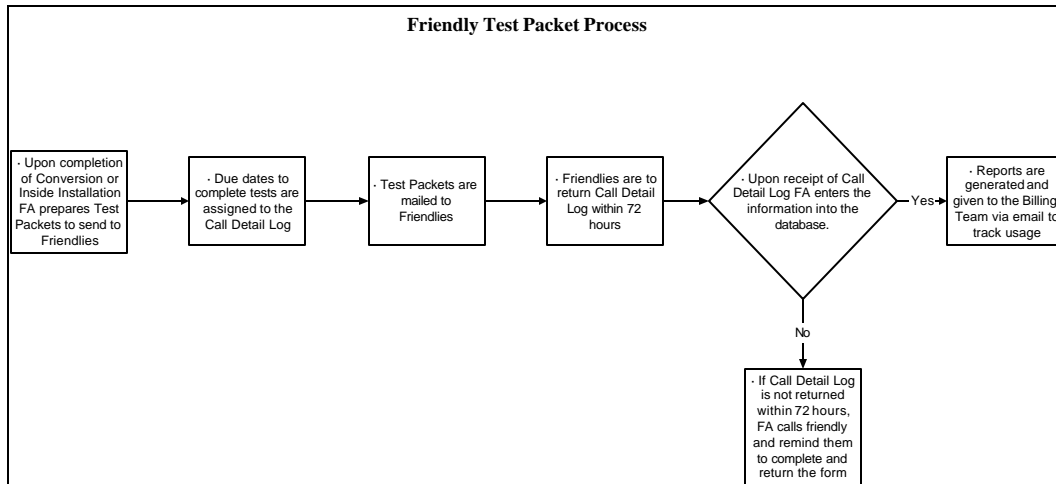 Friendly Test Packet Process
· Upon completion
of Conversion or
Inside Installation
FA prepares Test
Packets to send to
Friendlies
· Due dates to
complete tests are
assigned to the
Call Detail Log
· Test Packets are
mailed to
Friendlies
· Friendlies are to
return Call Detail
Log within 72
hours
· Upon receipt of Call
Detail Log FA enters the
information into the
database.
Yes
· Reports are
generated and
given to the Billing
Team via email to
track usage
No
· If Call Detail Log
is not returned
within 72 hours,
FA calls friendly
and remind them
to complete and
return the form